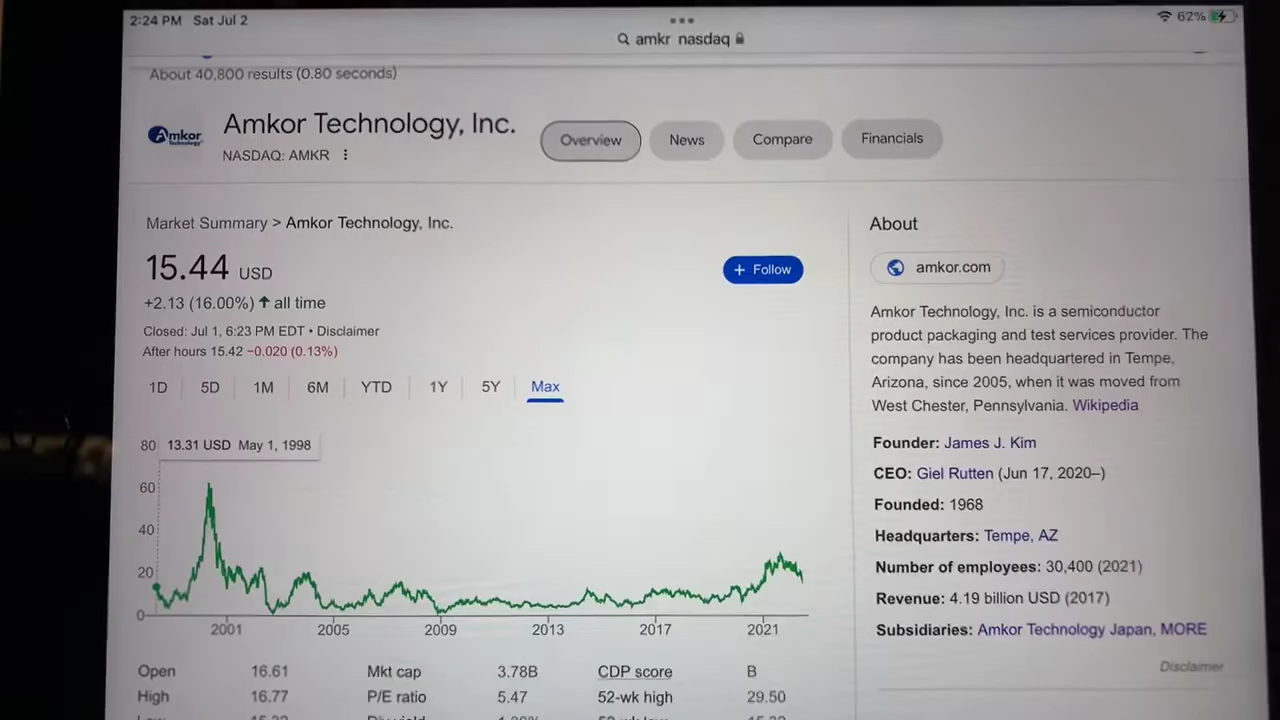 2:24 PM Sat Jul 2
62%
amkr nasdaq
About 40,800 results (0.80 seconds)
Amkor Technology
Amkor Technology, Inc.
NASDAQ: AMKR
Overview
News
Compare
Financials
Market Summary > Amkor Technology, Inc.
15.44 USD
+ Follow
+2.13 (16.00%) ↑ all time
Closed: Jul 1, 6:23 PM EDT • Disclaimer
After hours 15.42 −0.020 (0.13%)
1D 5D 1M 6M YTD 1Y 5Y Max
80
13.31 USD May 1, 1998
60
40
20
0
2001 2005 2009 2013 2017 2021
Open 16.61 Mkt cap 3.78B CDP score B
High 16.77 P/E ratio 5.47 52-wk high 29.50
About
amkor.com
Amkor Technology, Inc. is a semiconductor
product packaging and test services provider. The
company has been headquartered in Tempe,
Arizona, since 2005, when it was moved from
West Chester, Pennsylvania. Wikipedia
Founder: James J. Kim
CEO: Giel Rutten (Jun 17, 2020–)
Founded: 1968
Headquarters: Tempe, AZ
Number of employees: 30,400 (2021)
Revenue: 4.19 billion USD (2017)
Subsidiaries: Amkor Technology Japan, MORE
Disclaimer